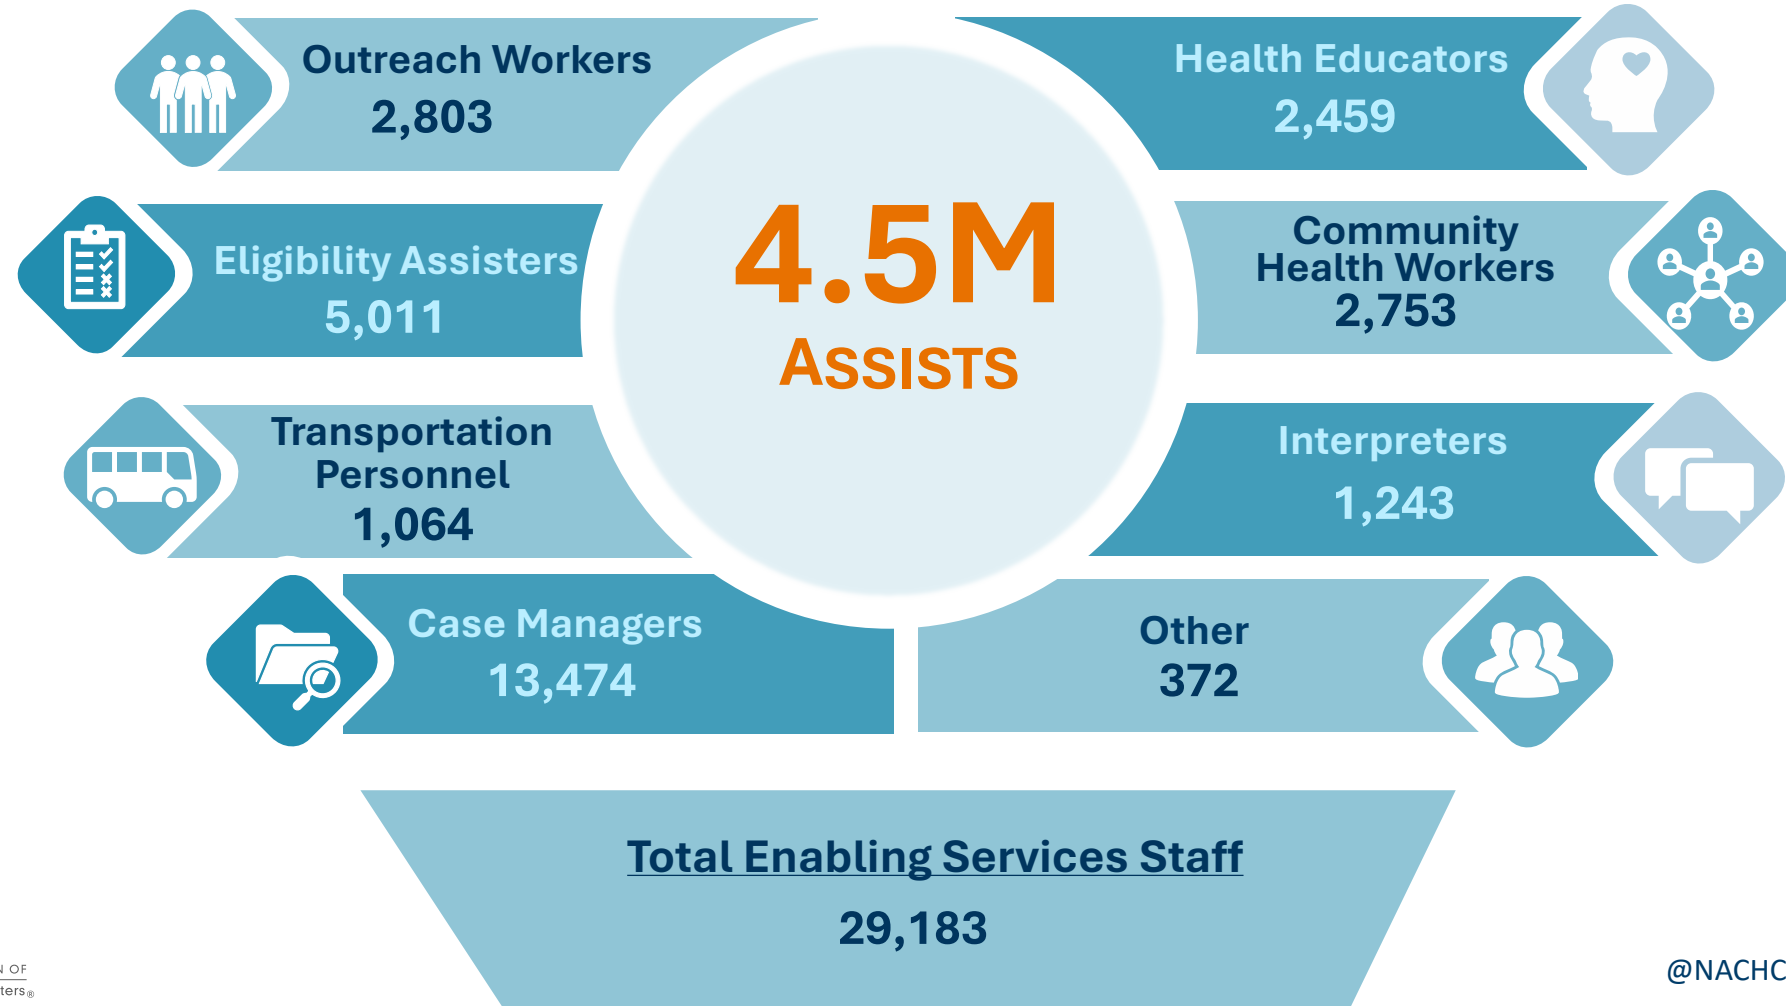 Outreach Workers
2,803
Health Educators
2,459
Eligibility Assisters
5,011
4.5M
ASSISTS
Community
Health Workers
2,753
Transportation
Personnel
1,064
Interpreters
1,243
Case Managers
13,474
Other
372
Total Enabling Services Staff
29,183
OF
@NACHC